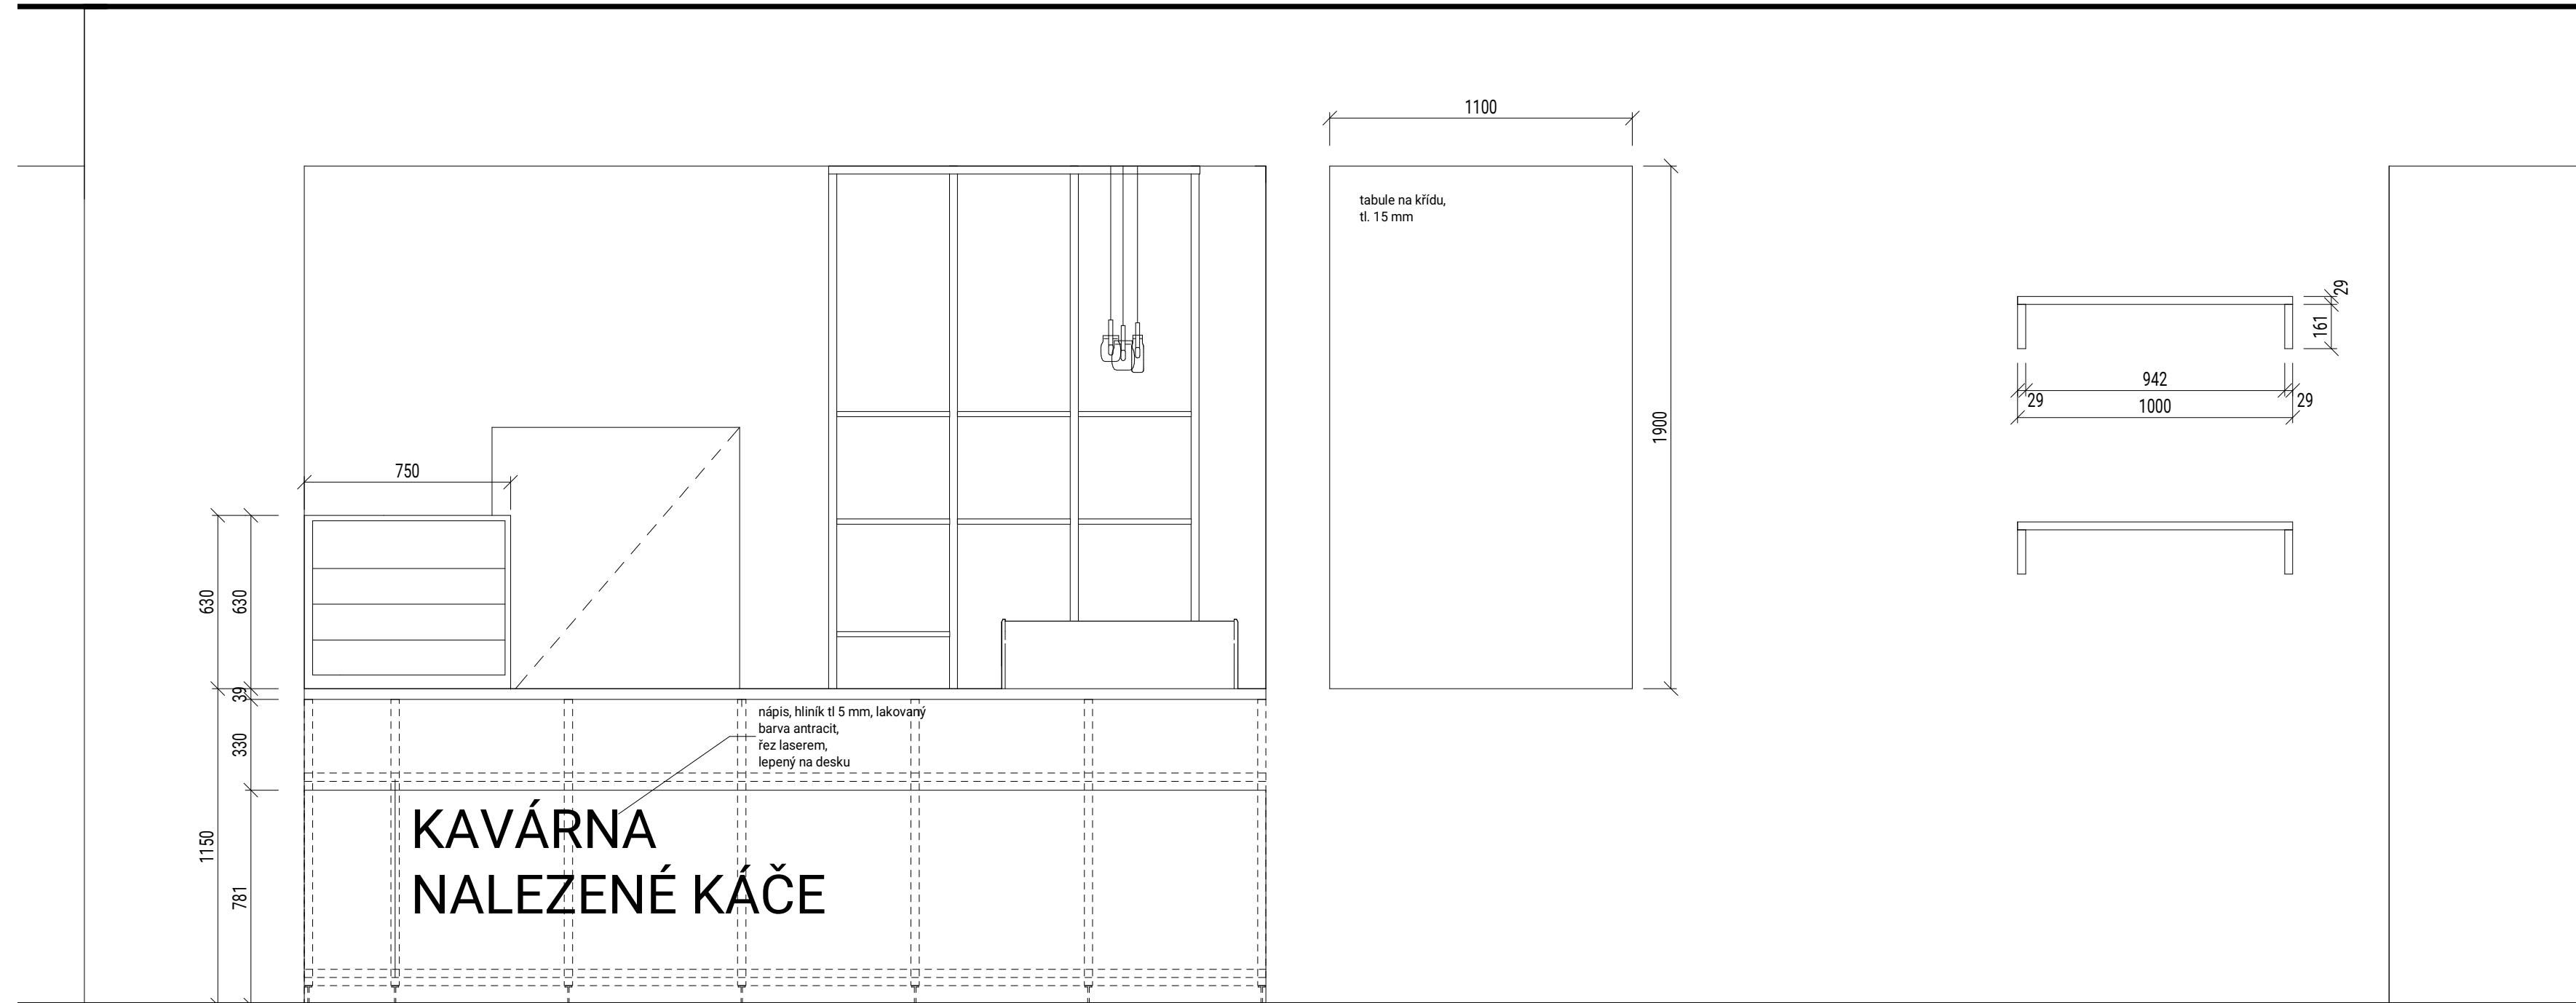 1100
tabule na křídu,
tl. 15 mm
1900
29
161
942
29
29
1000
750
630
630
39
330
1150
781
nápis, hliník tl 5 mm, lakovaný
barva antracit,
řez laserem,
lepený na desku
KAVÁRNA
NALEZENÉ KÁČE